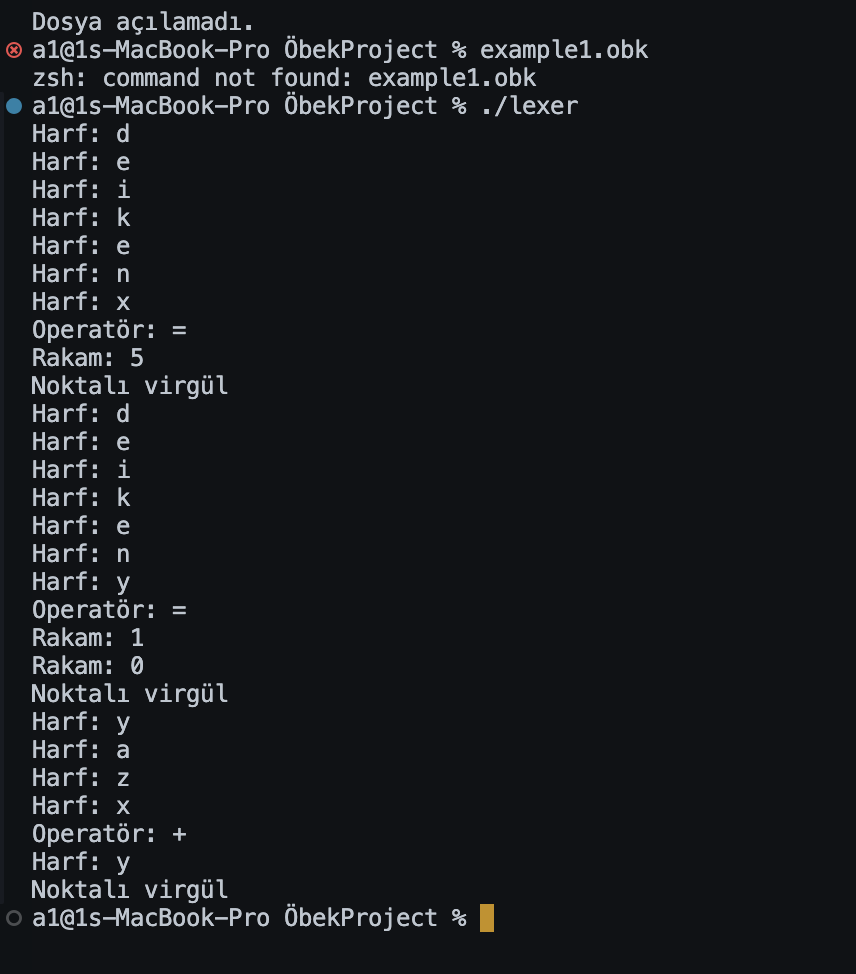 Dosya açılamadı.
a1@1s-MacBook-Pro ÖbekProject % example1.obk
zsh: command not found: example1.obk
a1@1s-MacBook-Pro ÖbekProject % ./lexer
Harf: d
Harf: e
Harf: i
Harf: k
Harf: e
Harf: n
Harf: x
Operatör: =
Rakam: 5
Noktalı virgül
Harf: d
Harf: e
Harf: i
Harf: k
Harf: e
Harf: n
Harf: y
Operatör: =
Rakam: 1
Rakam: 0
Noktalı virgül
Harf: y
Harf: a
Harf: z
Harf: x
Operatör: +
Harf: y
Noktalı virgül
a1@1s-MacBook-Pro ÖbekProject %